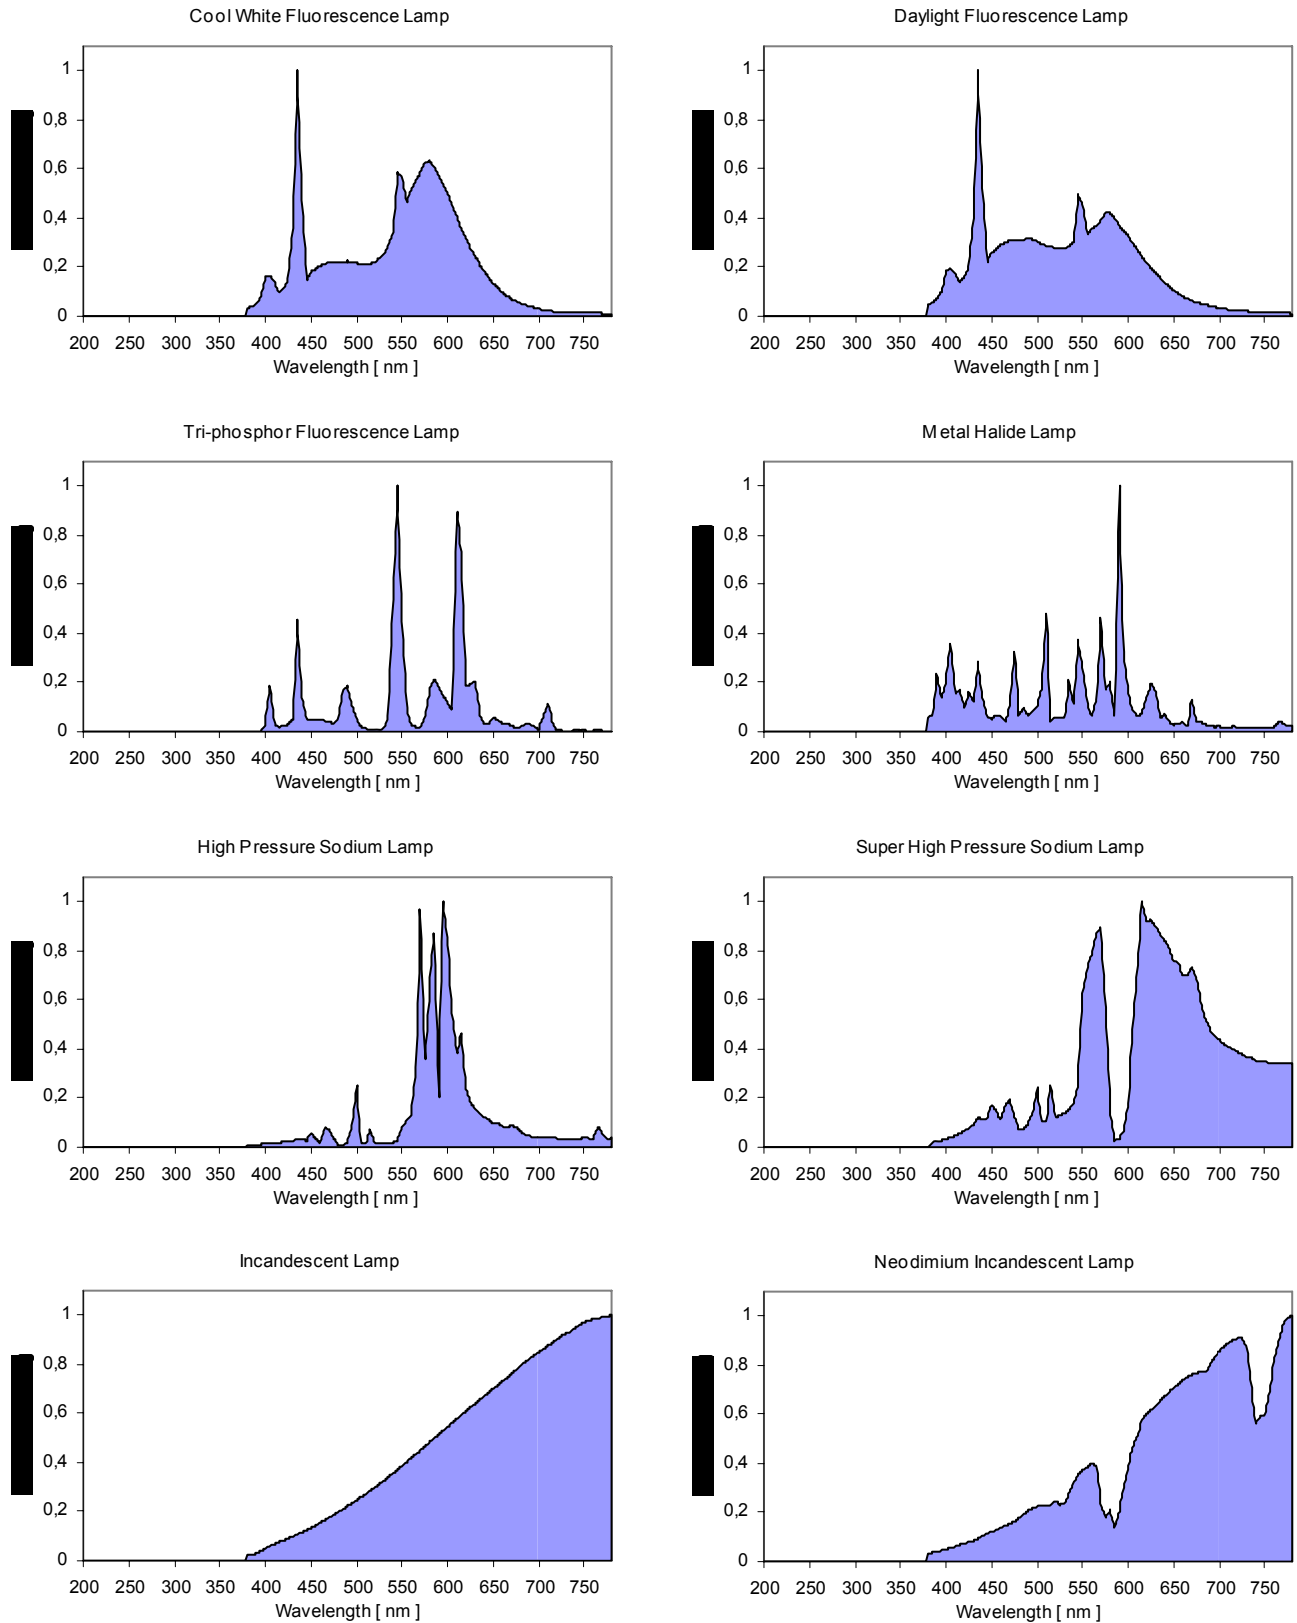 Cool White Fluorescence Lamp
1
0,8
0,6
0,4
0,2
0
200 250 300 350 400 450 500 550 600 650 700 750
Wavelength [ nm ]
Daylight Fluorescence Lamp
1
0,8
0,6
0,4
0,2
0
200 250 300 350 400 450 500 550 600 650 700 750
Wavelength [ nm ]
Tri-phosphor Fluorescence Lamp
1
0,8
0,6
0,4
0,2
0
200 250 300 350 400 450 500 550 600 650 700 750
Wavelength [ nm ]
Metal Halide Lamp
1
0,8
0,6
0,4
0,2
0
200 250 300 350 400 450 500 550 600 650 700 750
Wavelength [ nm ]
High Pressure Sodium Lamp
1
0,8
0,6
0,4
0,2
0
200 250 300 350 400 450 500 550 600 650 700 750
Wavelength [ nm ]
Super High Pressure Sodium Lamp
1
0,8
0,6
0,4
0,2
0
200 250 300 350 400 450 500 550 600 650 700 750
Wavelength [ nm ]
Incandescent Lamp
1
0,8
0,6
0,4
0,2
0
200 250 300 350 400 450 500 550 600 650 700 750
Wavelength [ nm ]
Neodimium Incandescent Lamp
1
0,8
0,6
0,4
0,2
0
200 250 300 350 400 450 500 550 600 650 700 750
Wavelength [ nm ]